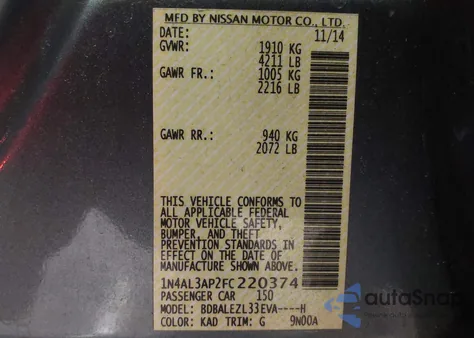 MFD BY NISSAN MOTOR CO., LTD.
DATE: 11/14
GVWR: 1910 KG
4211 LB
GAWR FR.: 1005 KG
2216 LB
GAWR RR.: 940 KG
2072 LB
THIS VEHICLE CONFORMS TO
ALL APPLICABLE FEDERAL
MOTOR VEHICLE SAFETY,
BUMPER, AND THEFT
PREVENTION STANDARDS IN
EFFECT ON THE DATE OF
MANUFACTURE SHOWN ABOVE.
1N4AL3AP2FC220374
PASSENGER CAR 150
MODEL: BDBALEZL33EVA----H
COLOR: KAD TRIM: G 9N00A
autoSnap